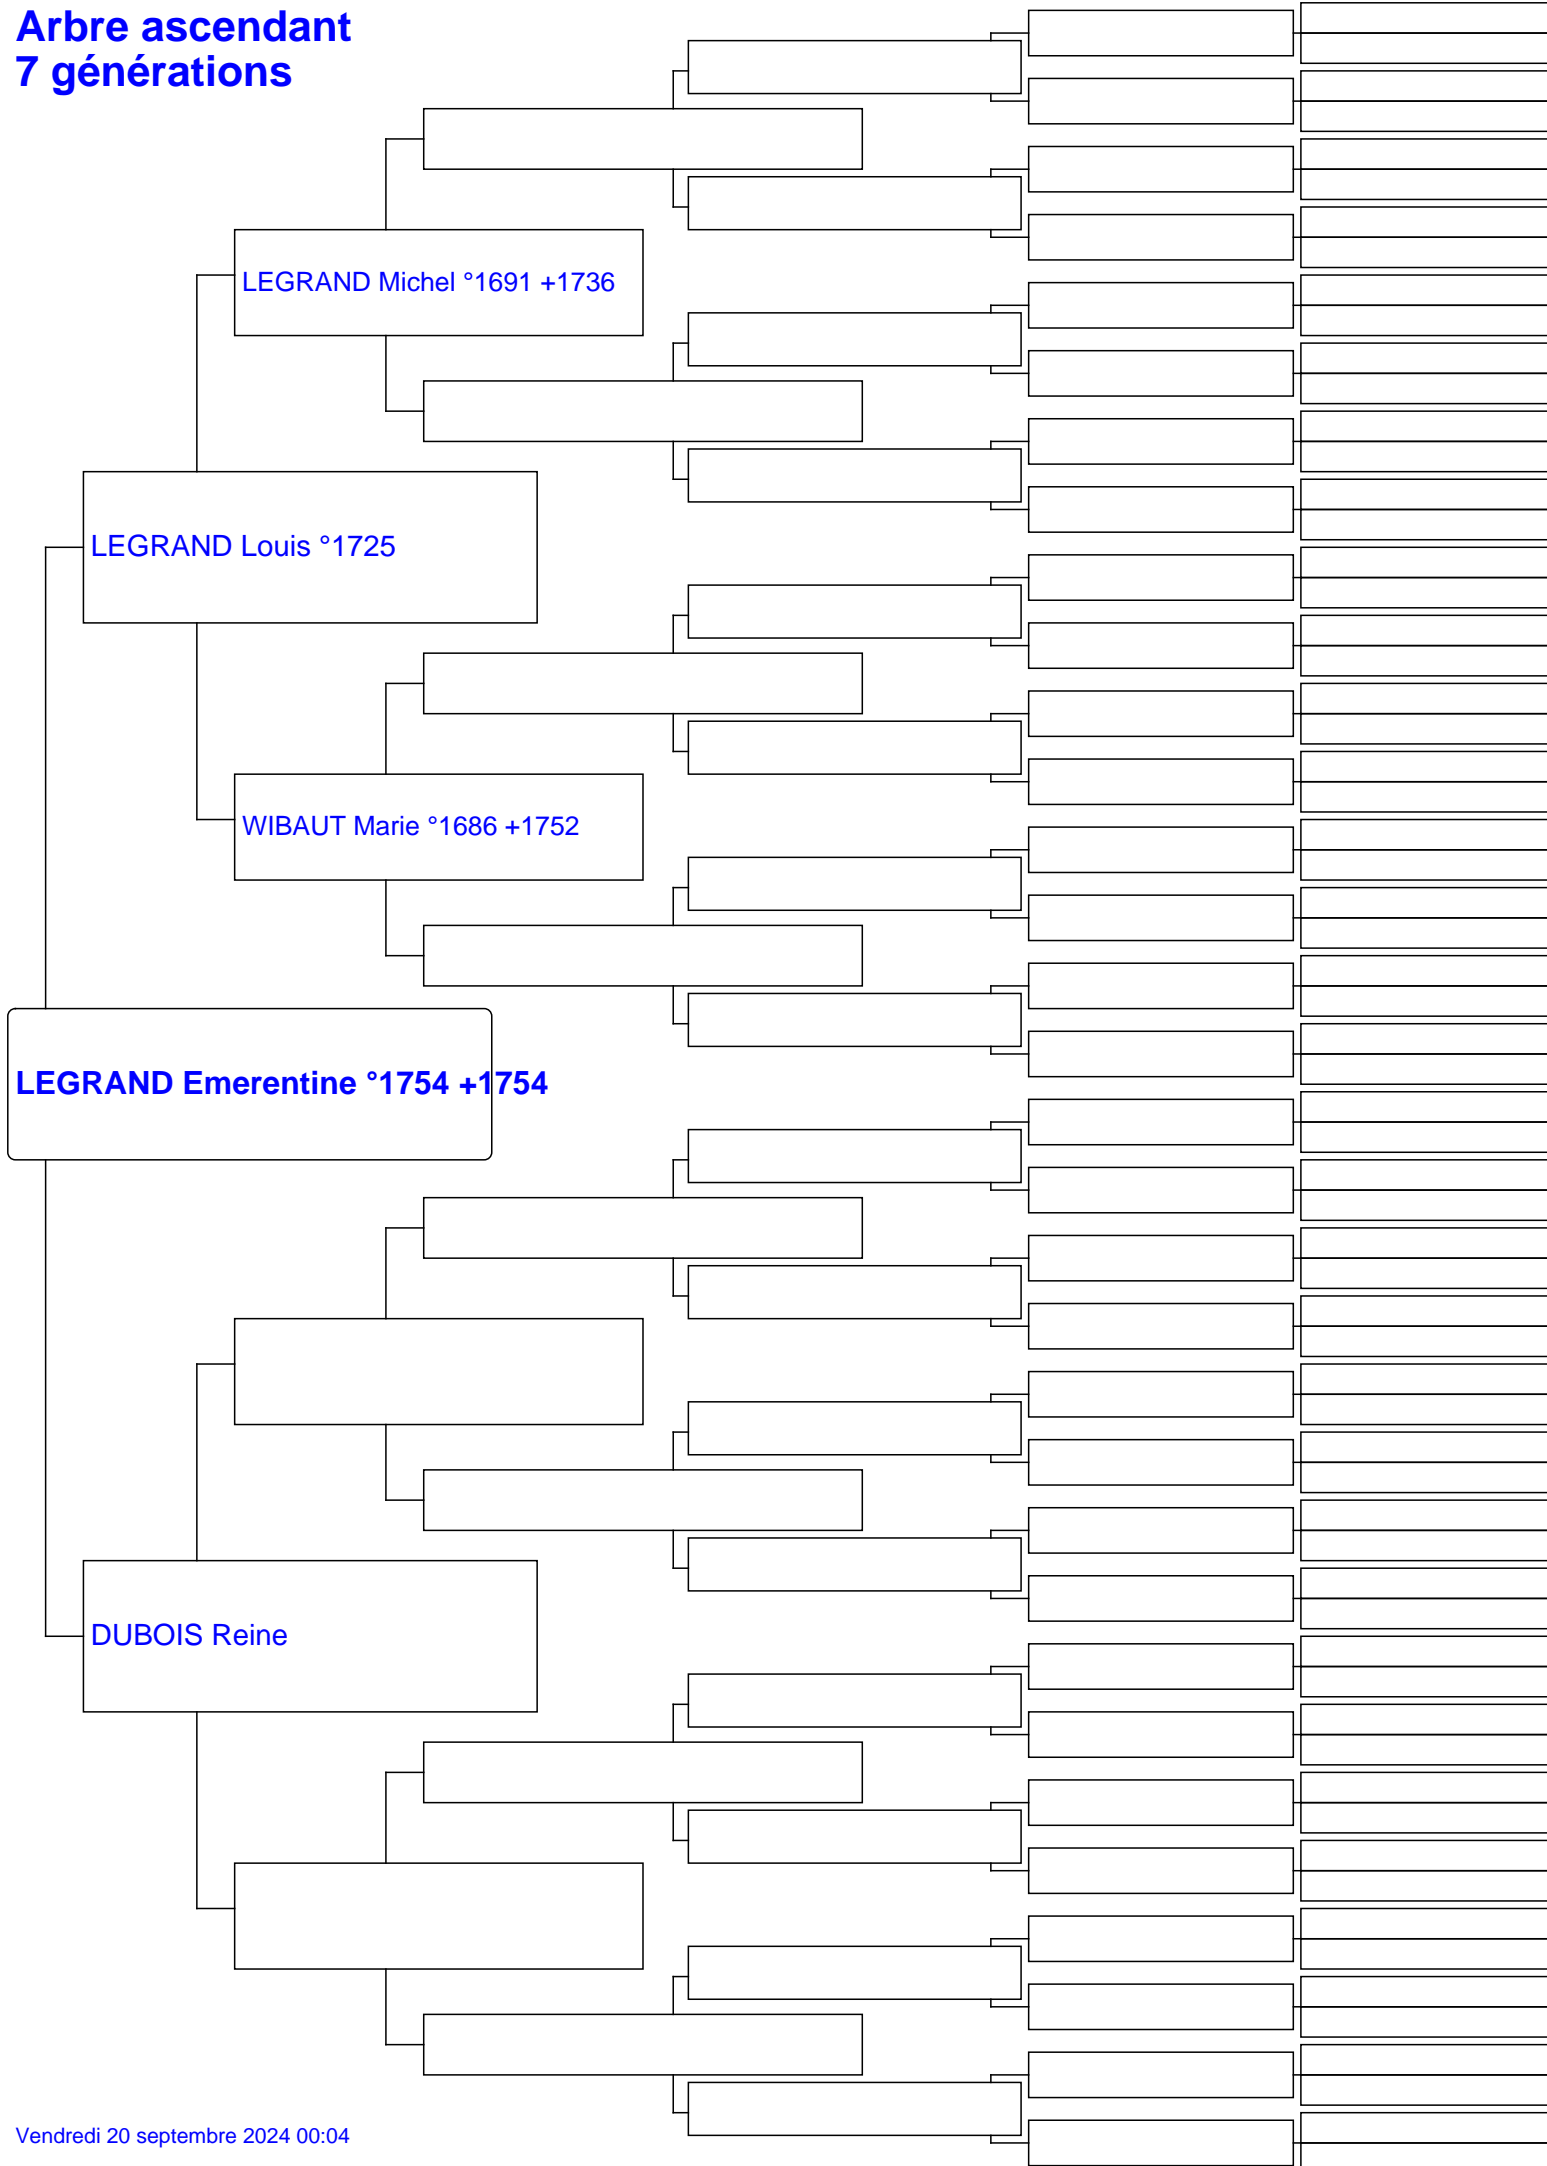 Arbre ascendant
7 générations
LEGRAND Michel °1691 +1736
LEGRAND Louis °1725
WIBAUT Marie °1686 +1752
LEGRAND Emerentine °1754 +1754
DUBOIS Reine
Vendredi 20 septembre 2024 00:04